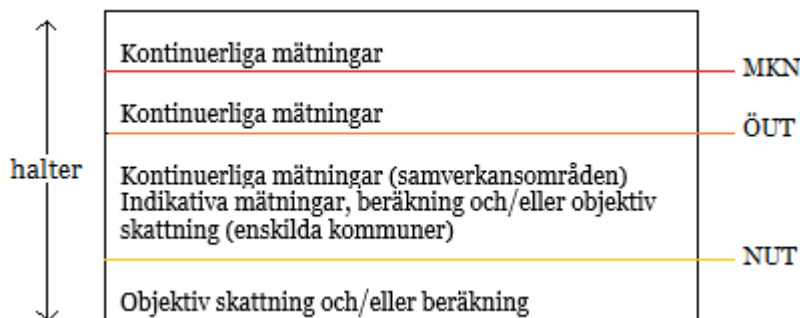 Kontinuerliga mätningar
MKN
Kontinuerliga mätningar
ÖUT
halter
Kontinuerliga mätningar (samverkansområden)
Indikativa mätningar, beräkning och/eller objektiv
skattning (enskilda kommuner)
NUT
Objektiv skattning och/eller beräkning